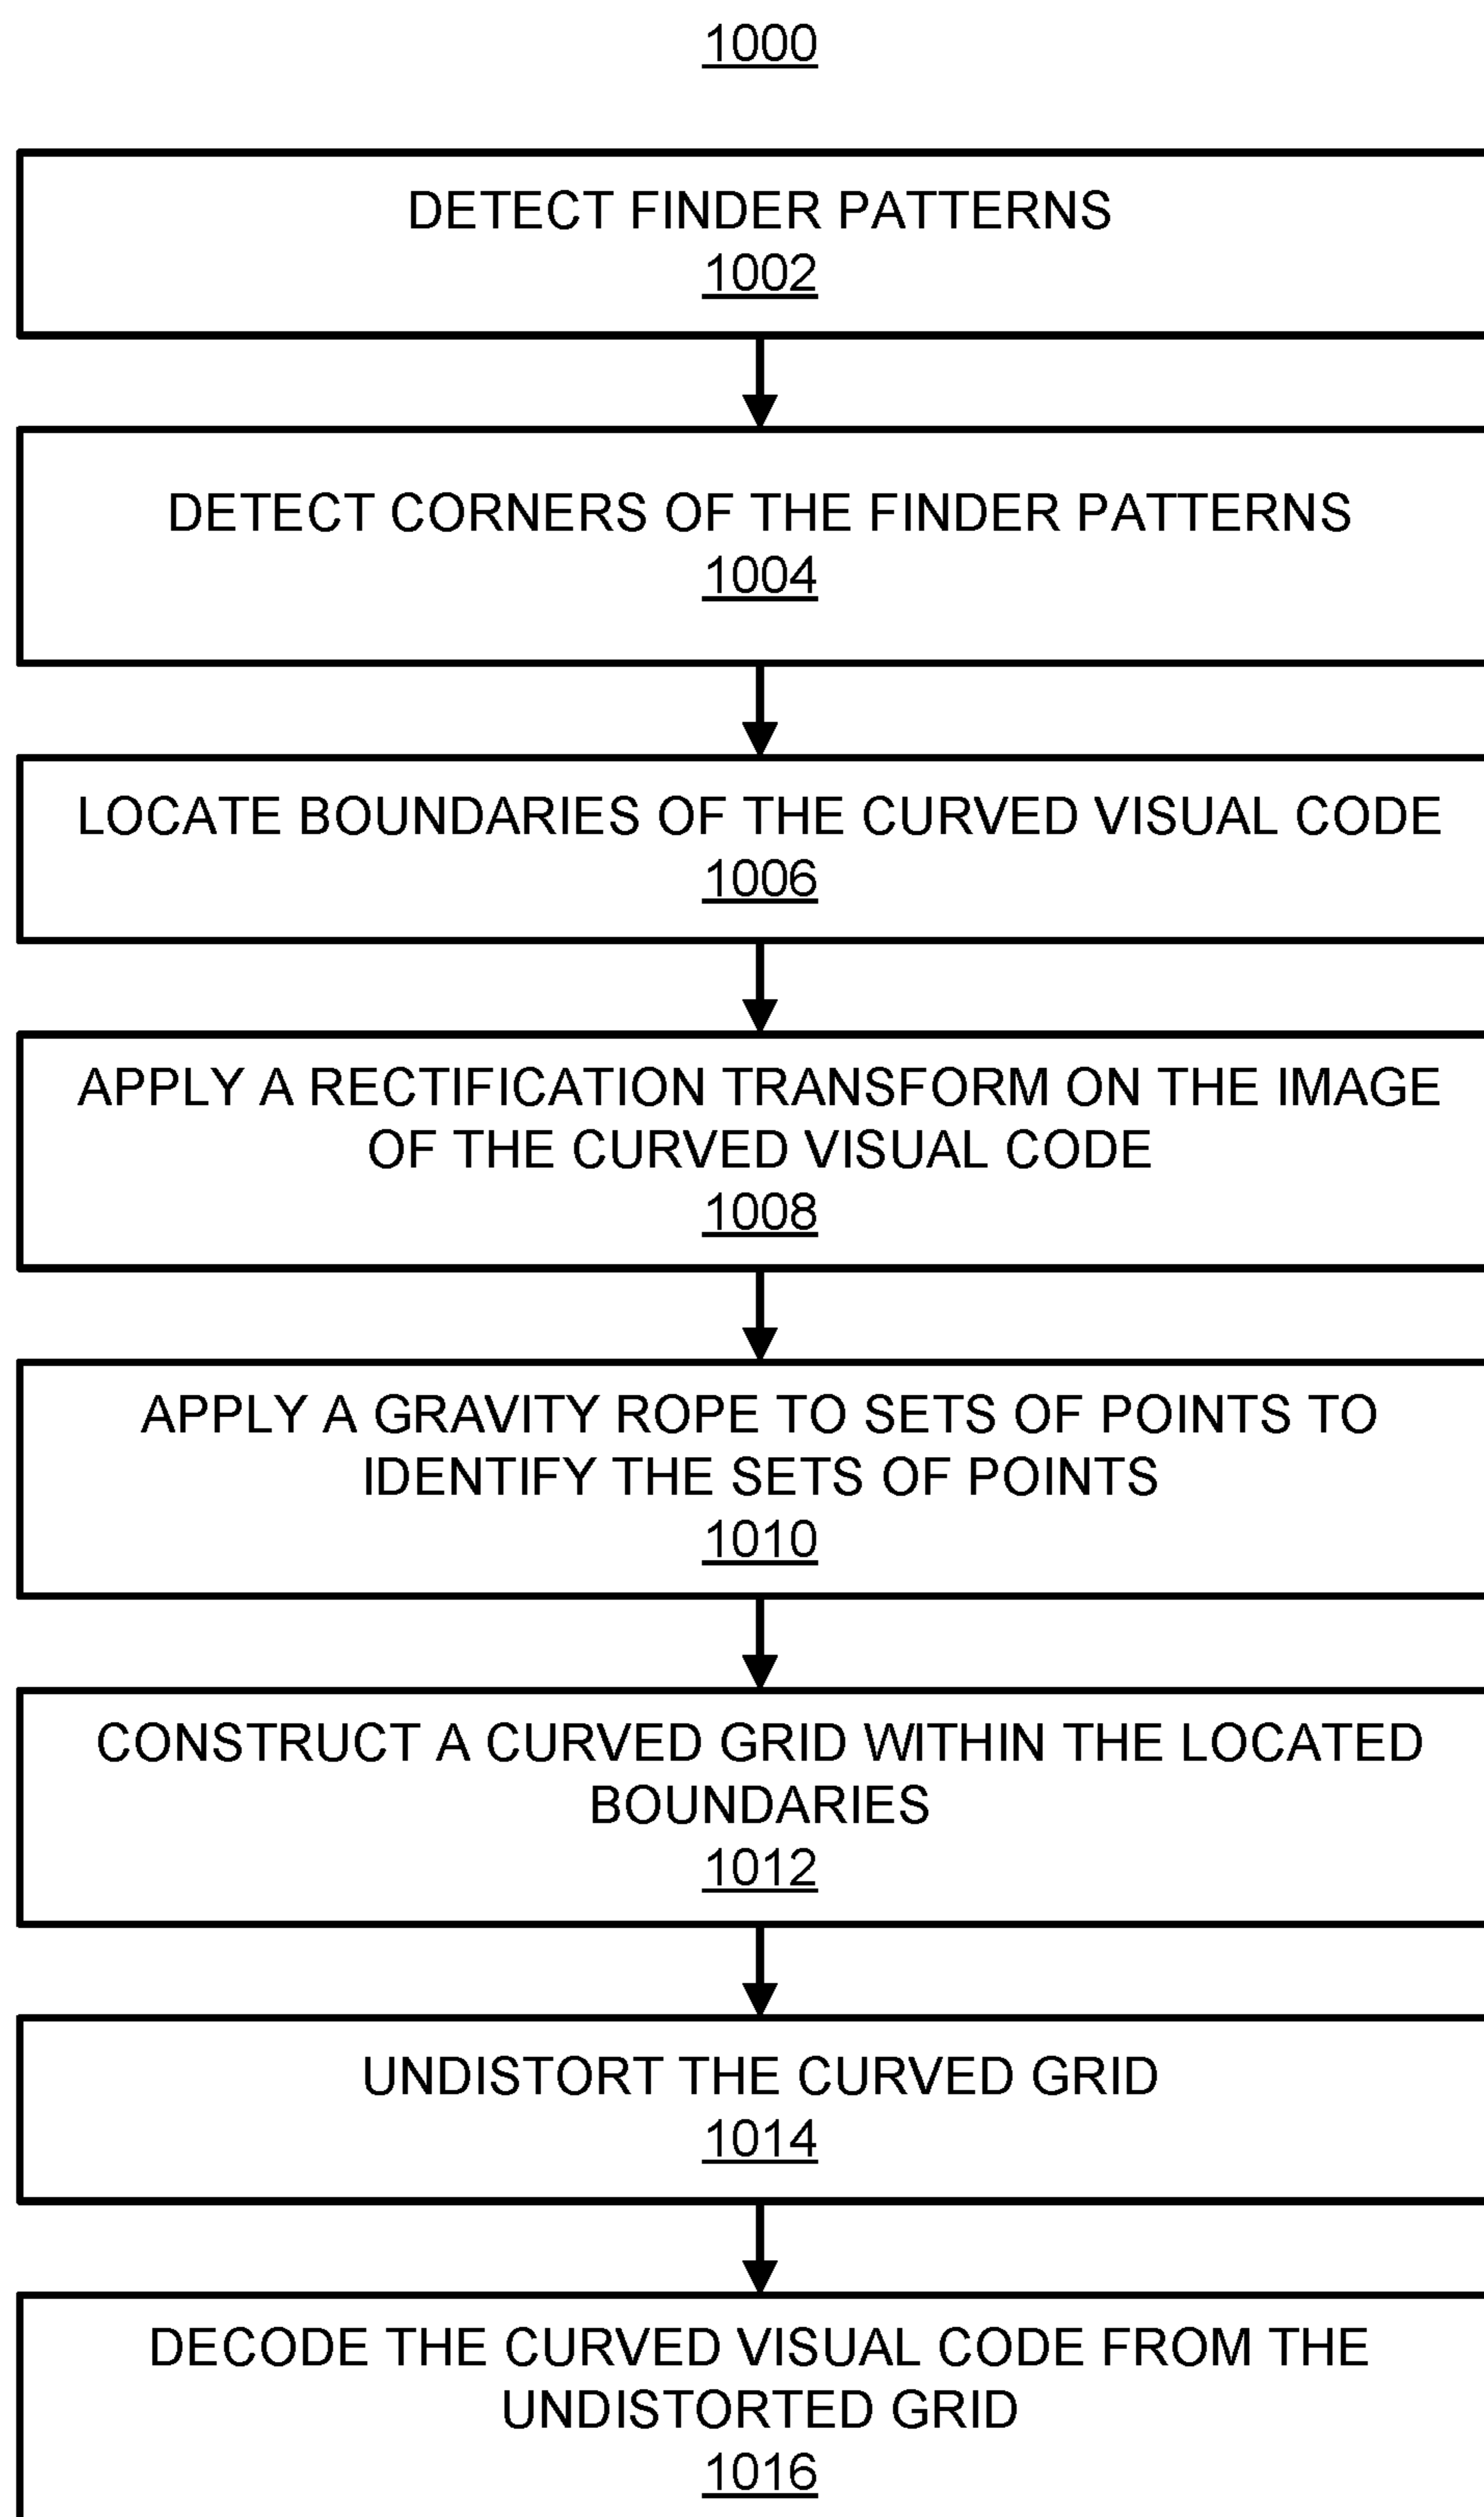 1000
DETECT FINDER PATTERNS
1002
DETECT CORNERS OF THE FINDER PATTERNS
1004
LOCATE BOUNDARIES OF THE CURVED VISUAL CODE
1006
APPLY A RECTIFICATION TRANSFORM ON THE IMAGE
OF THE CURVED VISUAL CODE
1008
APPLY A GRAVITY ROPE TO SETS OF POINTS TO
IDENTIFY THE SETS OF POINTS
1010
CONSTRUCT A CURVED GRID WITHIN THE LOCATED
BOUNDARIES
1012
UNDISTORT THE CURVED GRID
1014
DECODE THE CURVED VISUAL CODE FROM THE
UNDISTORTED GRID
1016